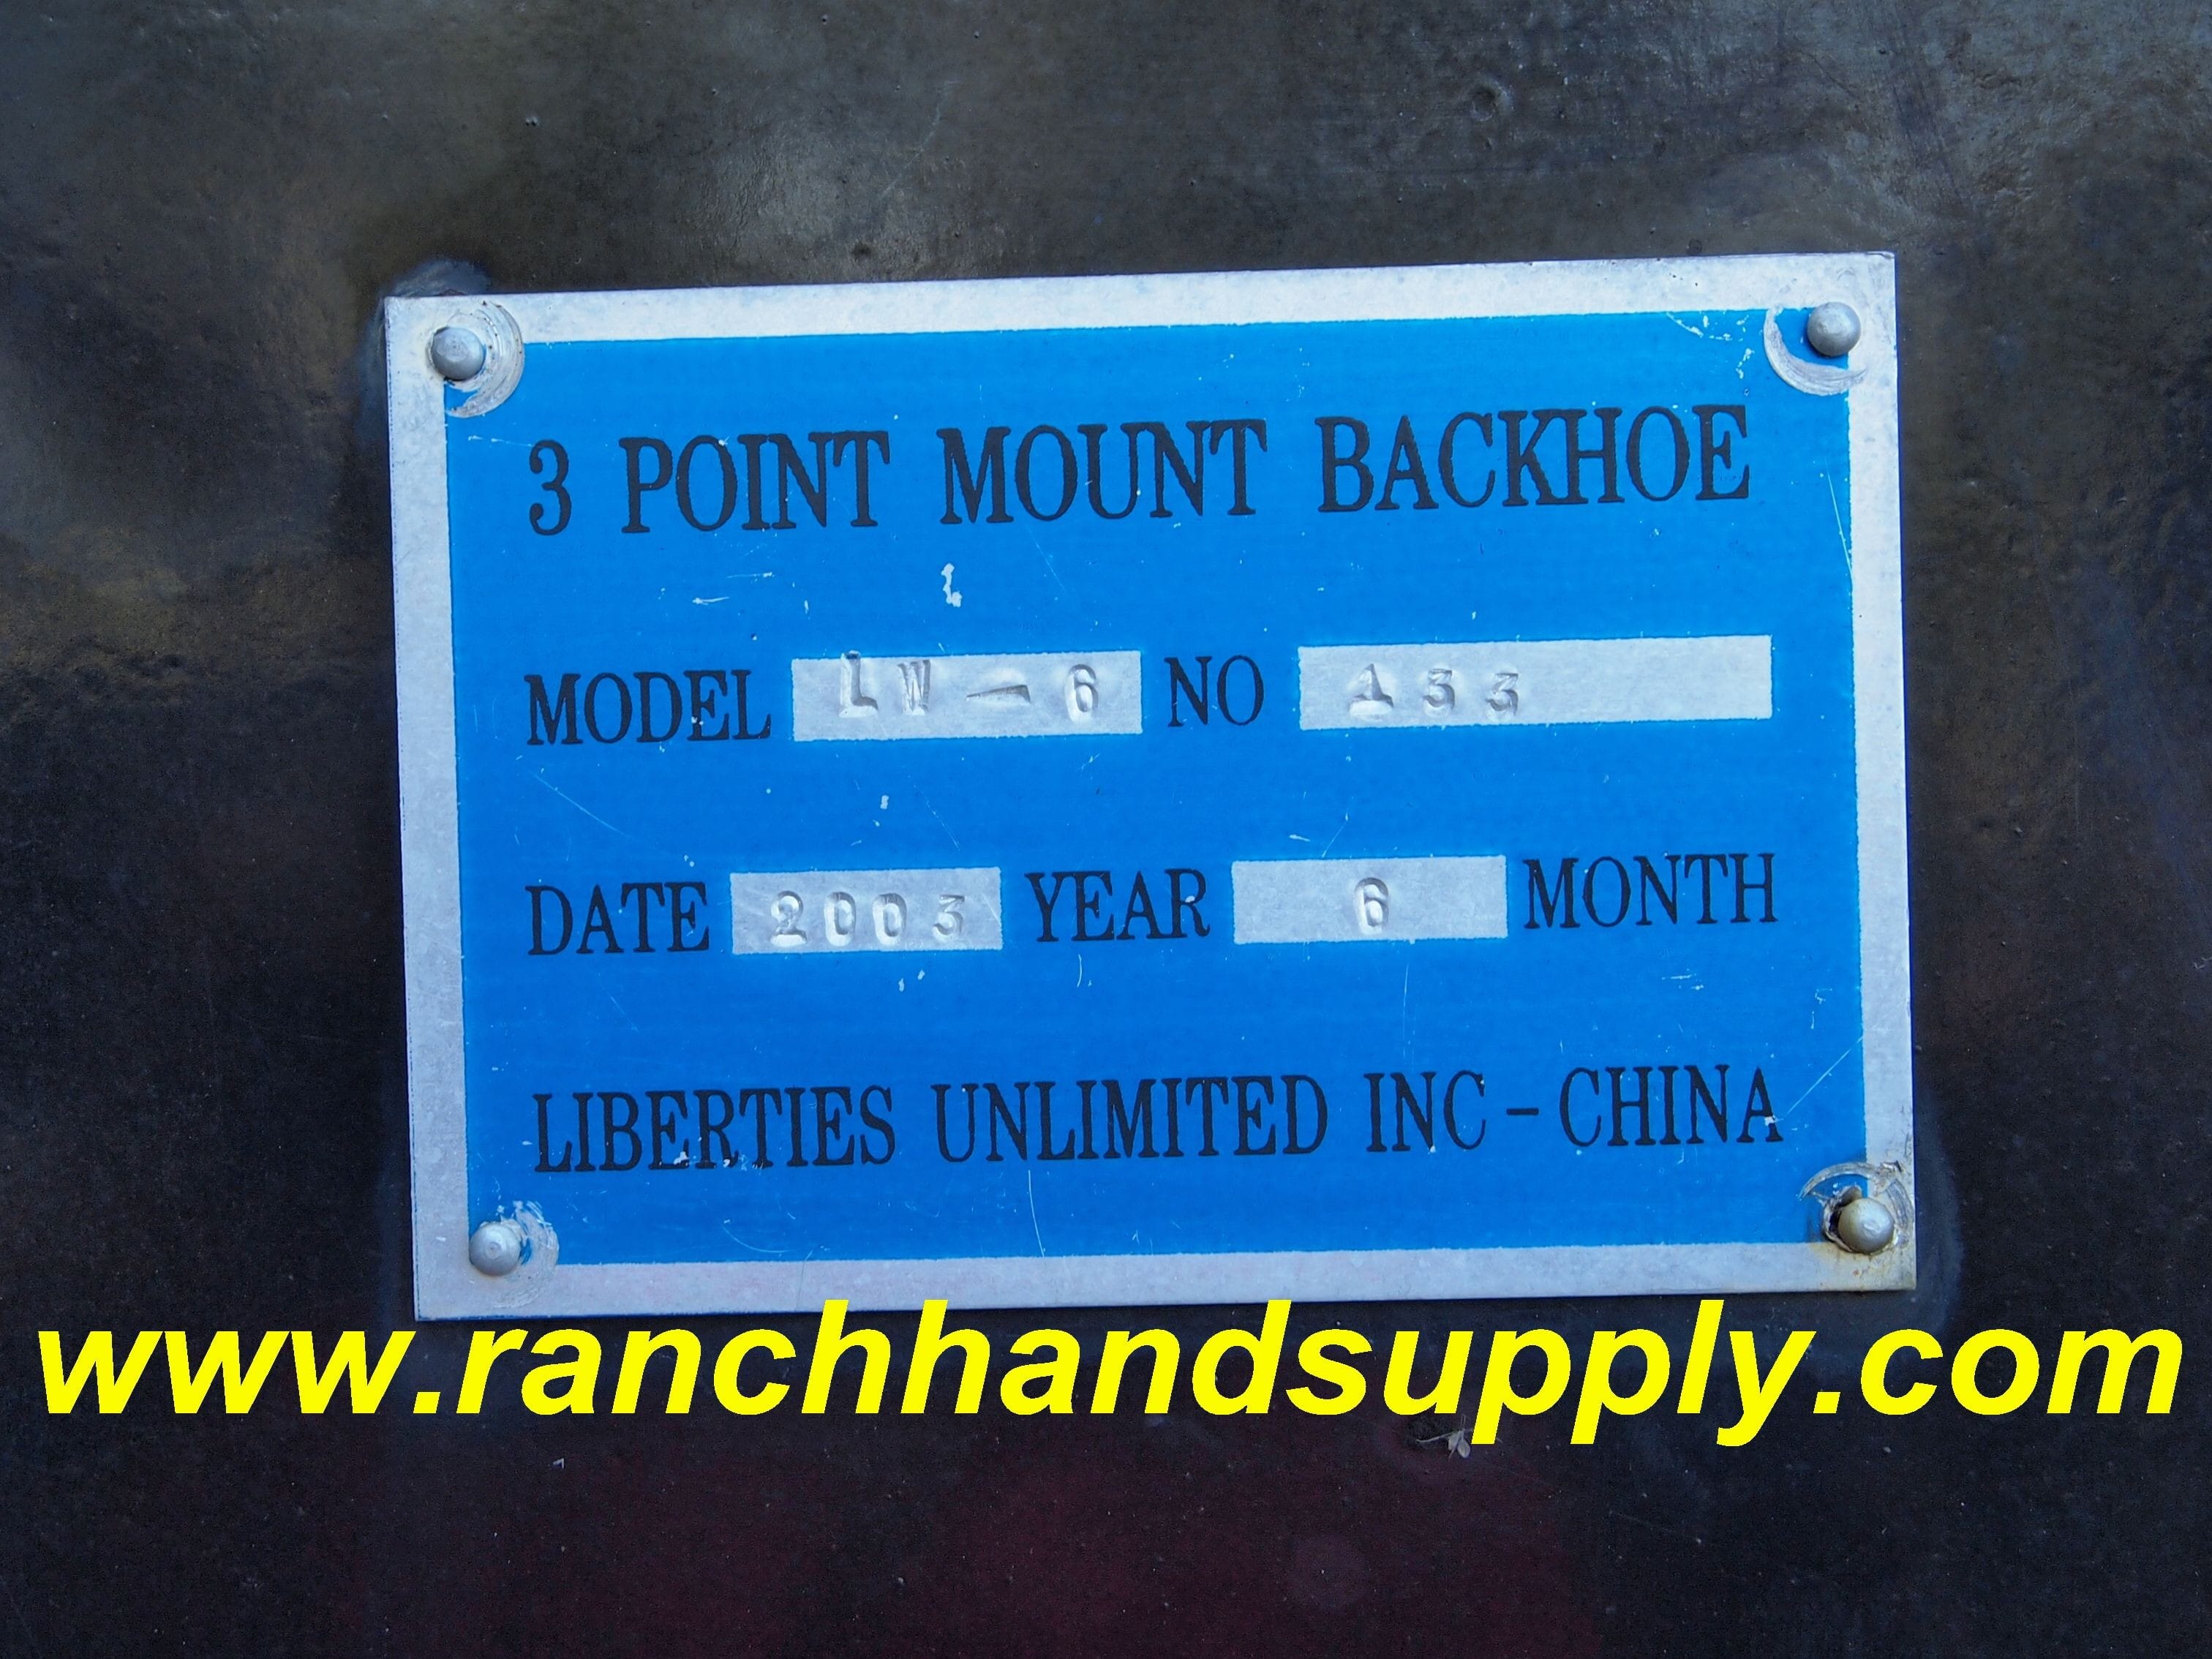 3 POINT MOUNT BACKHOE
MODEL LW-6 NO 133
DATE 2003 YEAR 6 MONTH
LIBERTIES UNLIMITED INC-CHINA
www.ranchhandsupply.com